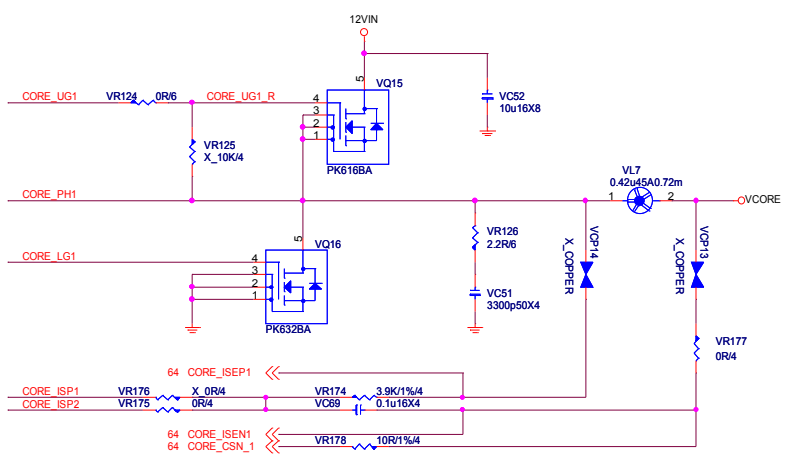 12VIN
CORE_UG1
VR124
0R/6
CORE_UG1_R
4
3
2
1
5
VQ15
PK616BA
VC52
10u16X8
VR125
X_10K/4
CORE_PH1
VL7
0.42u45A0.72m
1
2
VCORE
CORE_LG1
4
3
2
1
5
VQ16
PK632BA
VR126
2.2R/6
VC51
3300p50X4
VCP14
X_COPPER
VCP13
X_COPPER
VR177
0R/4
64 CORE_ISEP1
CORE_ISP1
VR176
X_0R/4
VR174
3.9K/1%/4
CORE_ISP2
VR175
0R/4
VC69
0.1u16X4
64 CORE_ISEN1
64 CORE_CSN_1
VR178
10R/1%/4